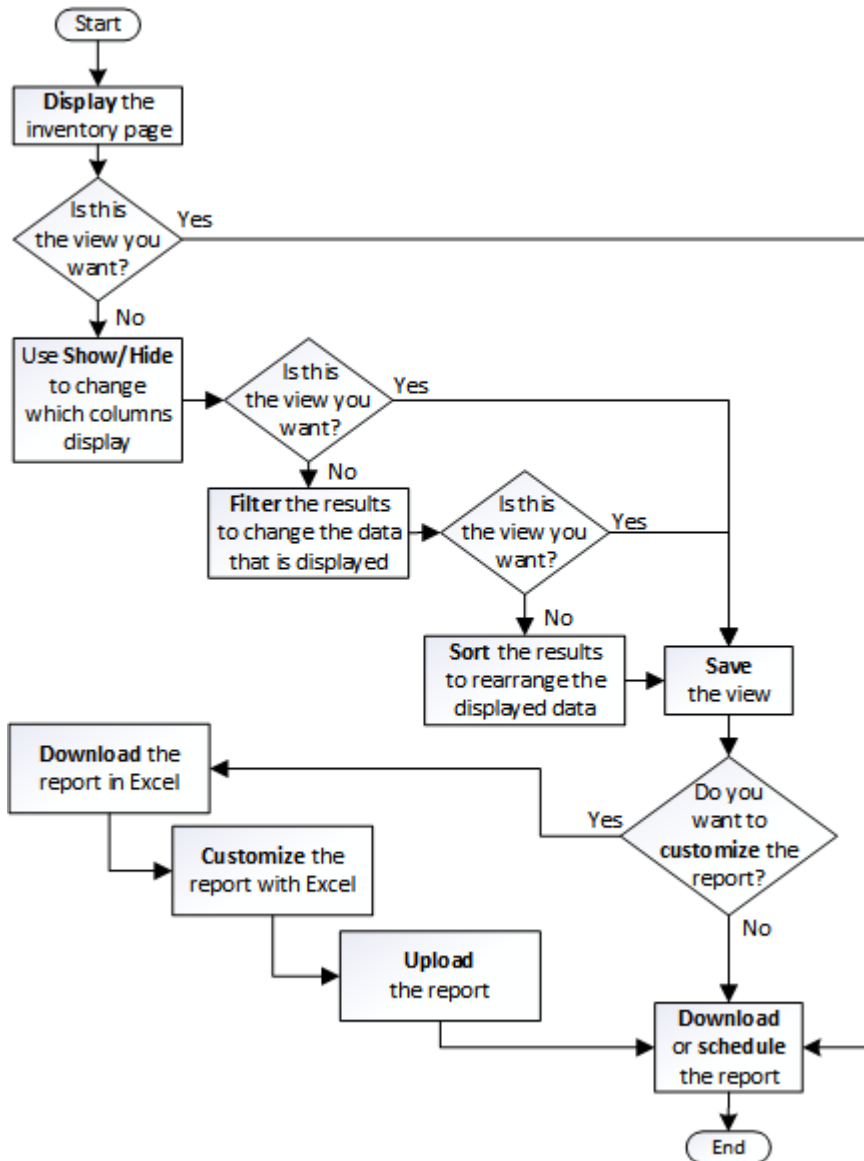 Start
Display the
inventory page
Is this
the view you
want?
Yes
No
Use Show/Hide
to change
which columns
display
Is this
the view you
want?
Yes
No
Filter the results
to change the data
that is displayed
Is this
the view you
want?
Yes
No
Sort the results
to rearrange the
displayed data
Save
the view
Do you
want to
customize the
report?
Yes
No
Download the
report in Excel
Customize the
report with Excel
Upload
the report
Download
or schedule
the report
End